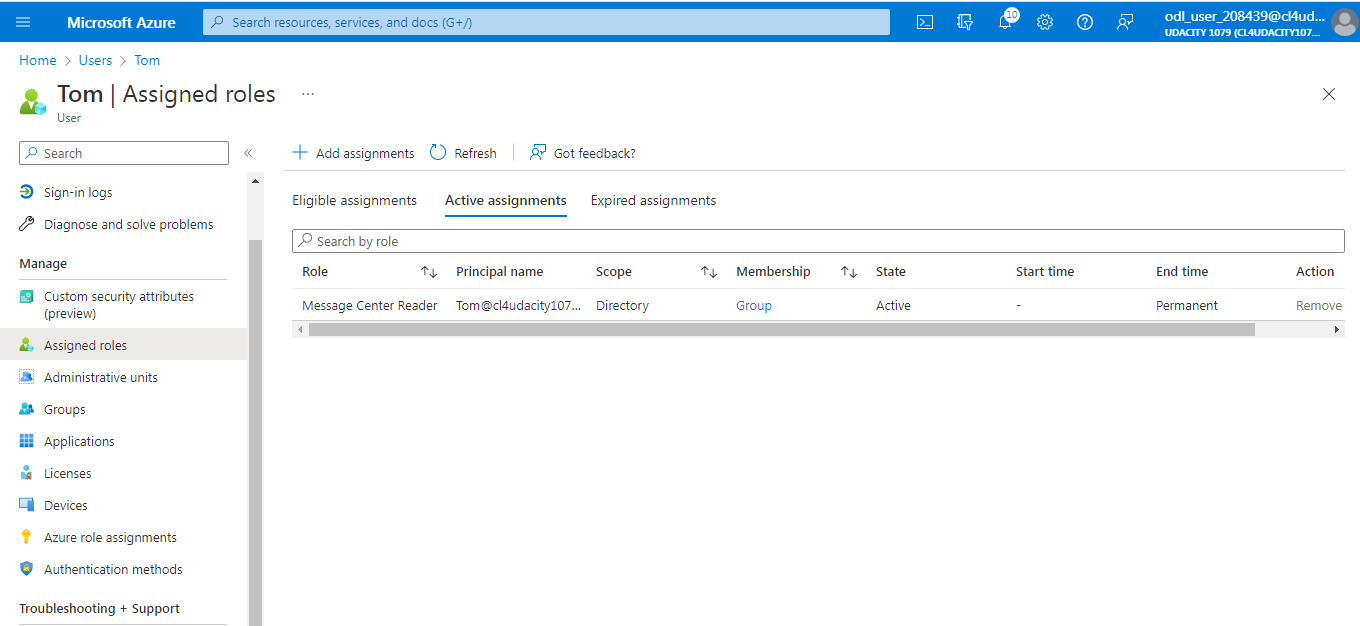 Microsoft Azure
Search resources, services, and docs (G+/)
10
odl_user_208439@cl4ud...
UDACITY 1079 (CL4UDACITY107...
Home > Users > Tom
Tom | Assigned roles ...
User
Search
«
Sign-in logs
Diagnose and solve problems
Manage
Custom security attributes
(preview)
Assigned roles
Administrative units
Groups
Applications
Licenses
Devices
Azure role assignments
Authentication methods
Troubleshooting + Support
Add assignments Refresh Got feedback?
Eligible assignments Active assignments Expired assignments
Search by role
Role Principal name Scope Membership State Start time End time Action
Message Center Reader Tom@cl4udacity107... Directory Group Active - Permanent Remove